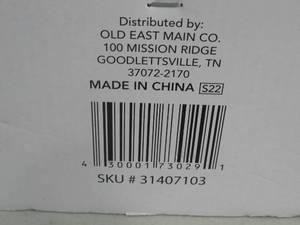 Distributed by:
OLD EAST MAIN CO.
100 MISSION RIDGE
GOODLETTSVILLE, TN
37072-2170
MADE IN CHINA S22
4 30001 73029 1
SKU # 31407103